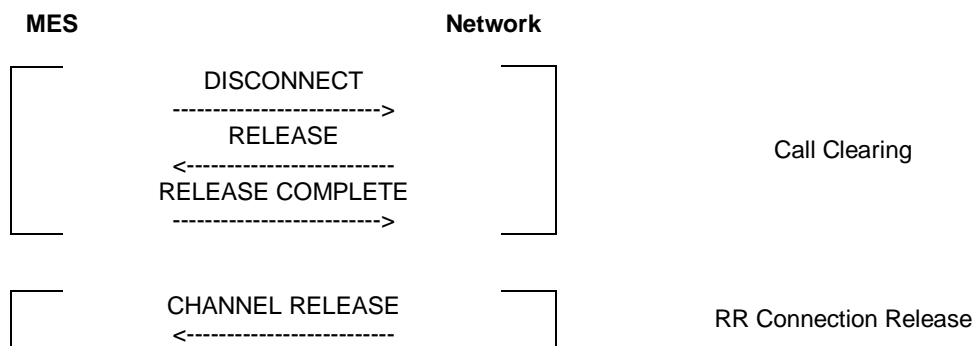 MES Network
DISCONNECT
-------------------------->
RELEASE
<--------------------------
Call Clearing
RELEASE COMPLETE
-------------------------->
CHANNEL RELEASE
<--------------------------
RR Connection Release